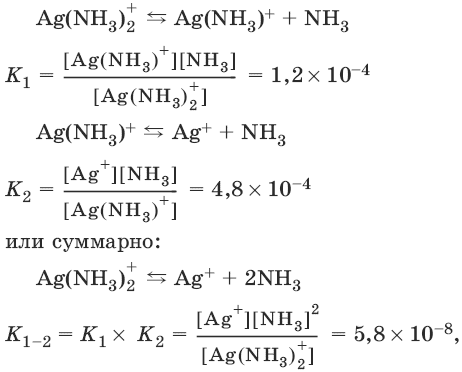 Ag(NH₃)₂⁺ ⇆ Ag(NH₃)⁺ + NH₃
K₁ = [Ag(NH₃)⁺][NH₃] / [Ag(NH₃)₂⁺] = 1,2 × 10⁻⁴
Ag(NH₃)⁺ ⇆ Ag⁺ + NH₃
K₂ = [Ag⁺][NH₃] / [Ag(NH₃)⁺] = 4,8 × 10⁻⁴
или суммарно:
Ag(NH₃)₂⁺ ⇆ Ag⁺ + 2NH₃
K₁₋₂ = K₁ × K₂ = [Ag⁺][NH₃]² / [Ag(NH₃)₂⁺] = 5,8 × 10⁻⁸,